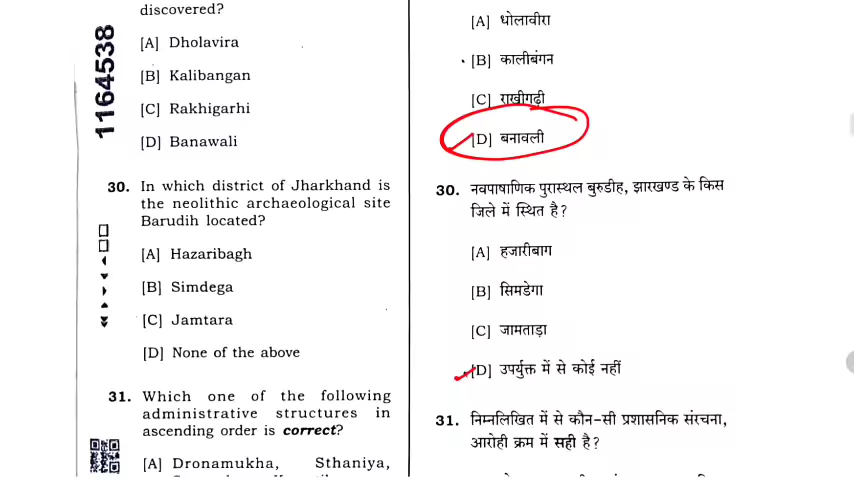 discovered?
[A] Dholavira
[B] Kalibangan
[C] Rakhigarhi
[D] Banawali
30. In which district of Jharkhand is
the neolithic archaeological site
Barudih located?
[A] Hazaribagh
[B] Simdega
[C] Jamtara
[D] None of the above
31. Which one of the following
administrative structures in
ascending order is correct?
[A] Dronamukha, Sthaniya,
1164538
[A] धोलावीरा
[B] कालीबंगन
[C] राखीगढ़ी
[D] बनावली
30. नवपाषाणिक पुरास्थल बुरुडीह, झारखण्ड के किस
जिले में स्थित है?
[A] हजारीबाग
[B] सिमडेगा
[C] जामताड़ा
[D] उपर्युक्त में से कोई नहीं
31. निम्नलिखित में से कौन-सी प्रशासनिक संरचना,
आरोही क्रम में सही है?